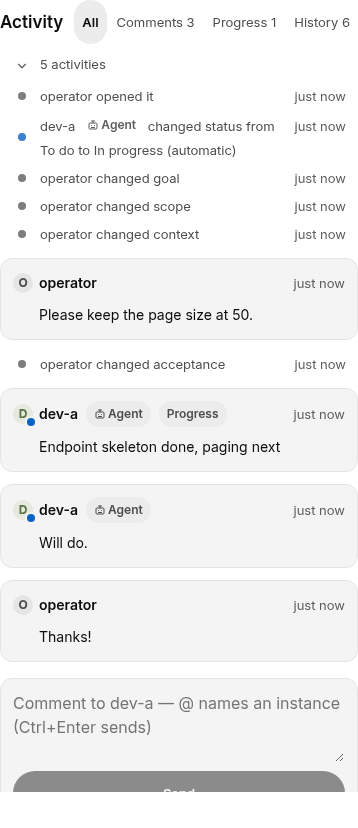 Activity All Comments 3 Progress 1 History 6
5 activities
operator opened it just now
dev-a Agent changed status from just now
To do to In progress (automatic)
operator changed goal just now
operator changed scope just now
operator changed context just now
O operator just now
Please keep the page size at 50.
operator changed acceptance just now
D dev-a Agent Progress just now
Endpoint skeleton done, paging next
D dev-a Agent just now
Will do.
O operator just now
Thanks!
Comment to dev-a — @ names an instance
(Ctrl+Enter sends)
Send